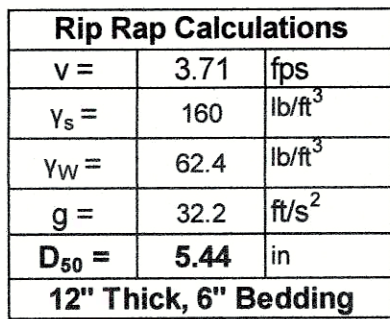 Rip Rap Calculations
v = 3.71 fps
γs = 160 lb/ft³
γW = 62.4 lb/ft³
g = 32.2 ft/s²
D50 = 5.44 in
12" Thick, 6" Bedding